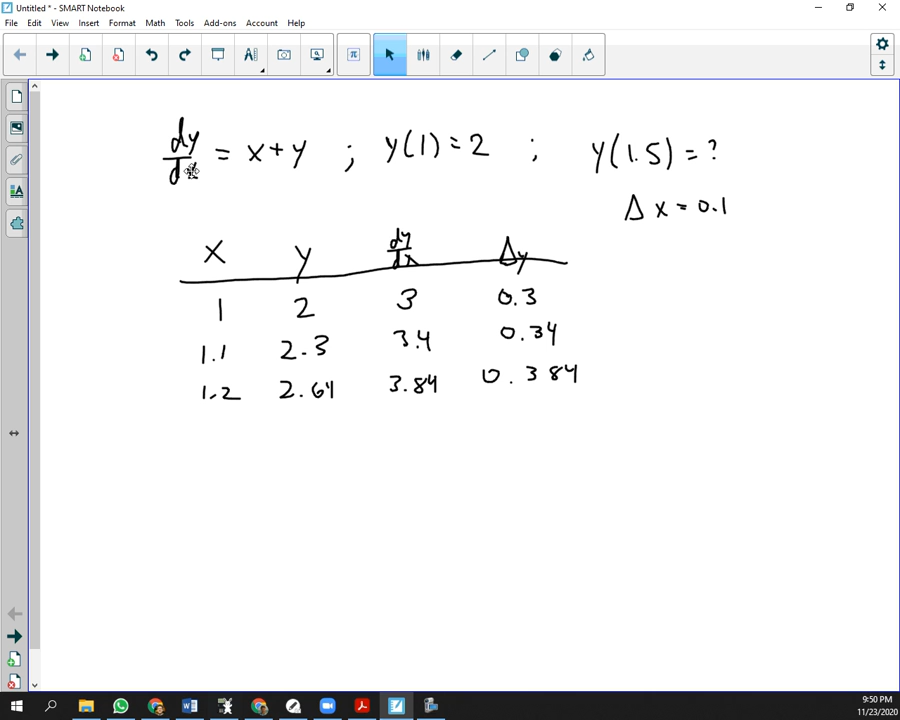 Untitled * - SMART Notebook
File Edit View Insert Format Math Tools Add-ons Account Help
dy/dx = x+y ; y(1)=2 ; y(1.5)=?
Δx=0.1
x y dy/dx Δy
1 2 3 0.3
1.1 2.3 3.4 0.34
1.2 2.64 3.84 0.384
9:50 PM
11/23/2020